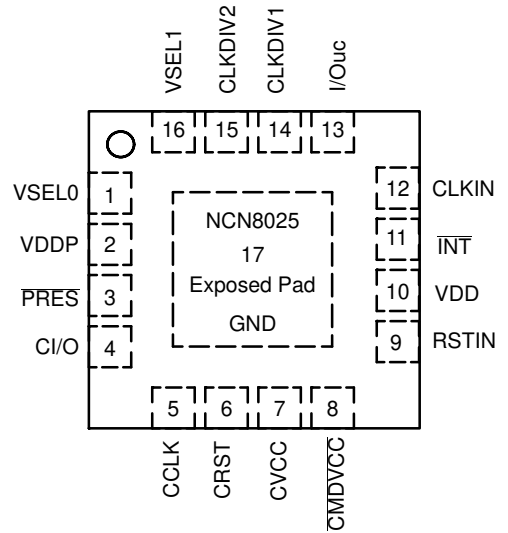 VSEL1
CLKDIV2
CLKDIV1
I/Ouc
16
15
14
13
VSEL0
1
VDDP
2
PRES
3
CI/O
4
NCN8025
17
Exposed Pad
GND
12
CLKIN
11
INT
10
VDD
9
RSTIN
5
6
7
8
CCLK
CRST
CVCC
CMDVCC